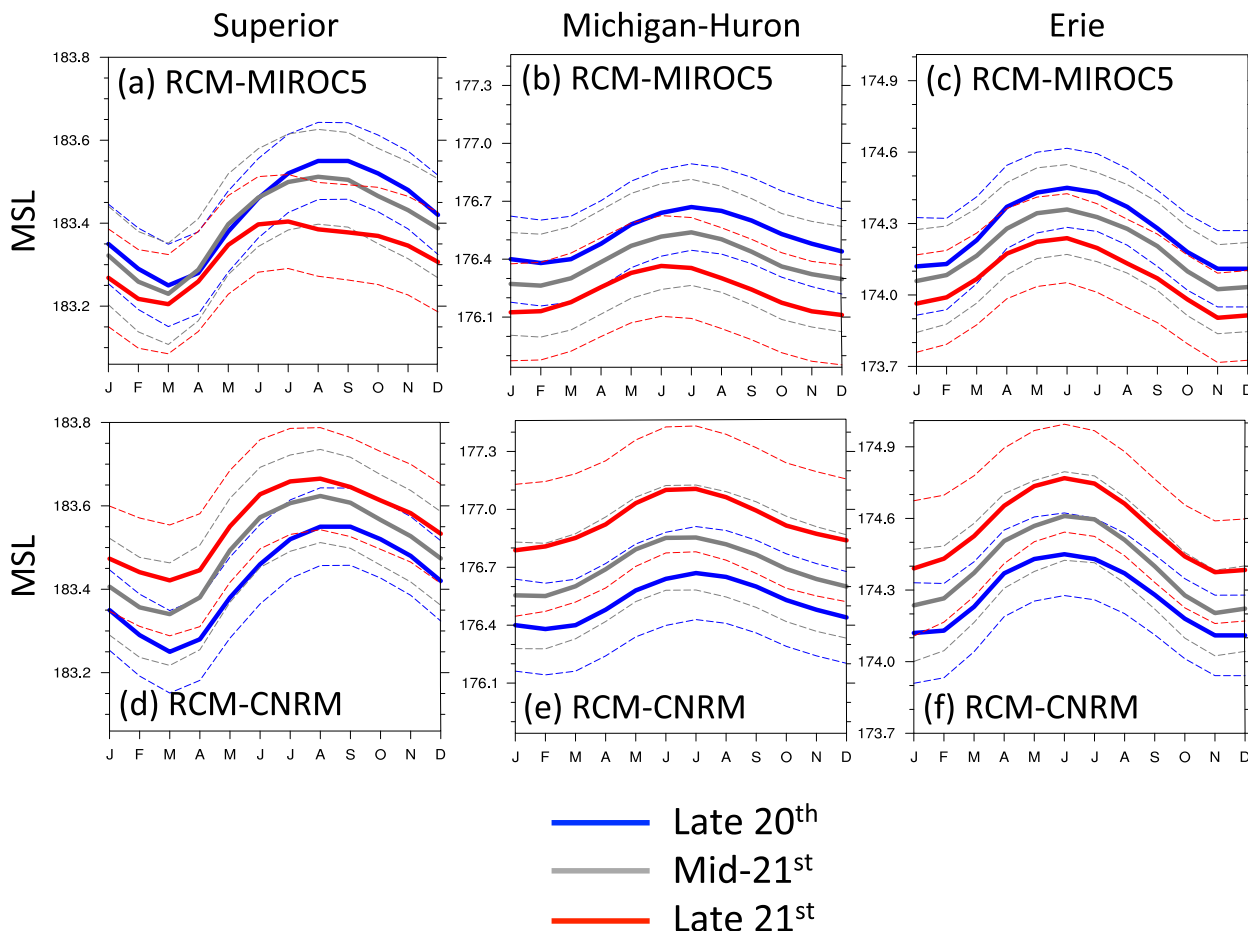 Superior Michigan-Huron Erie
(a) RCM-MIROC5 (b) RCM-MIROC5 (c) RCM-MIROC5
MSL
183.8
183.6
183.4
183.2
177.3
177.0
176.7
176.4
176.1
174.9
174.6
174.3
174.0
173.7
J F M A M J J A S O N D
J F M A M J J A S O N D
J F M A M J J A S O N D
MSL
183.8
183.6
183.4
183.2
177.3
177.0
176.7
176.4
176.1
174.9
174.6
174.3
174.0
173.7
(d) RCM-CNRM (e) RCM-CNRM (f) RCM-CNRM
J F M A M J J A S O N D
J F M A M J J A S O N D
J F M A M J J A S O N D
Late 20th
Mid-21st
Late 21st